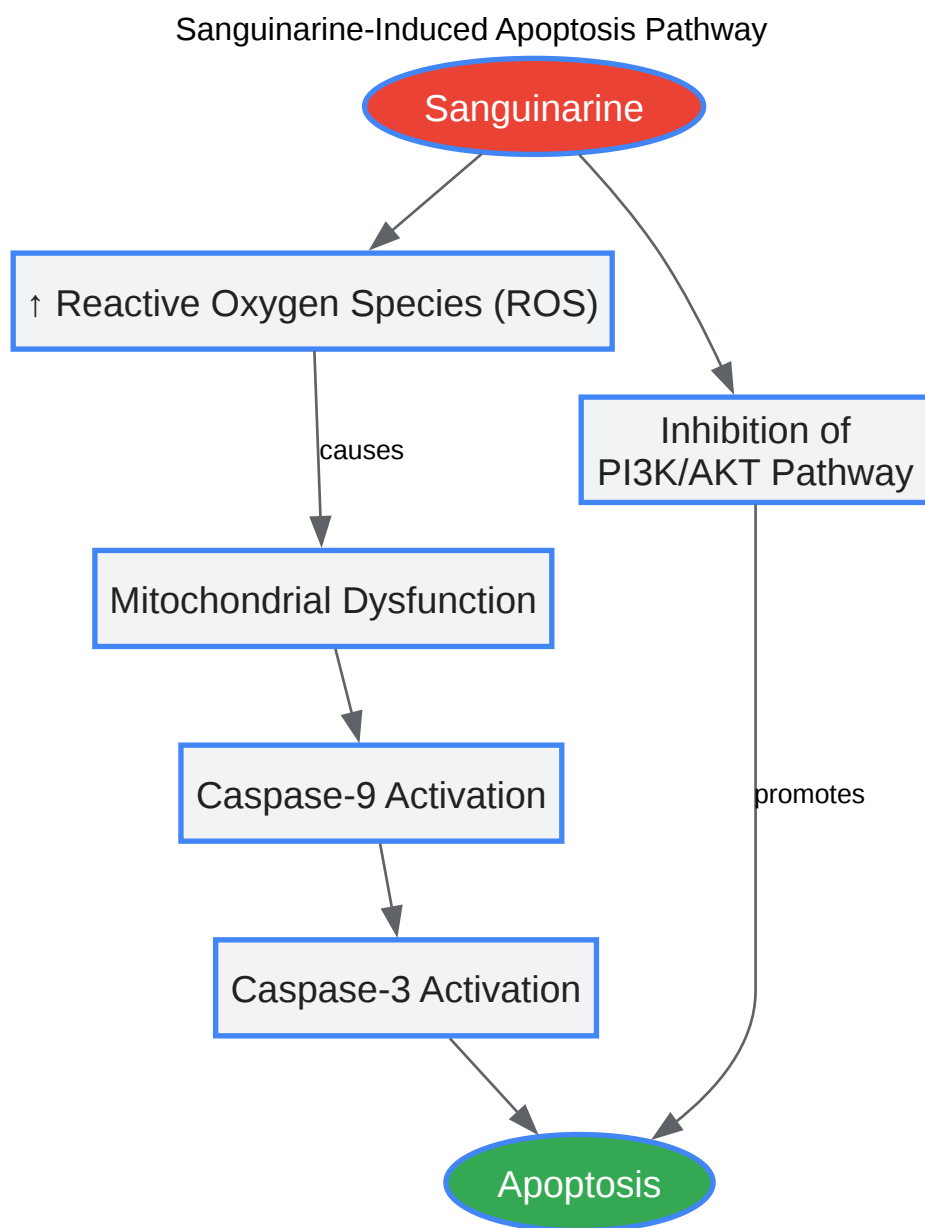 Sanguinarine-Induced Apoptosis Pathway
Sanguinarine
↑ Reactive Oxygen Species (ROS)
Inhibition of
PI3K/AKT Pathway
causes
Mitochondrial Dysfunction
Caspase-9 Activation
promotes
Caspase-3 Activation
Apoptosis